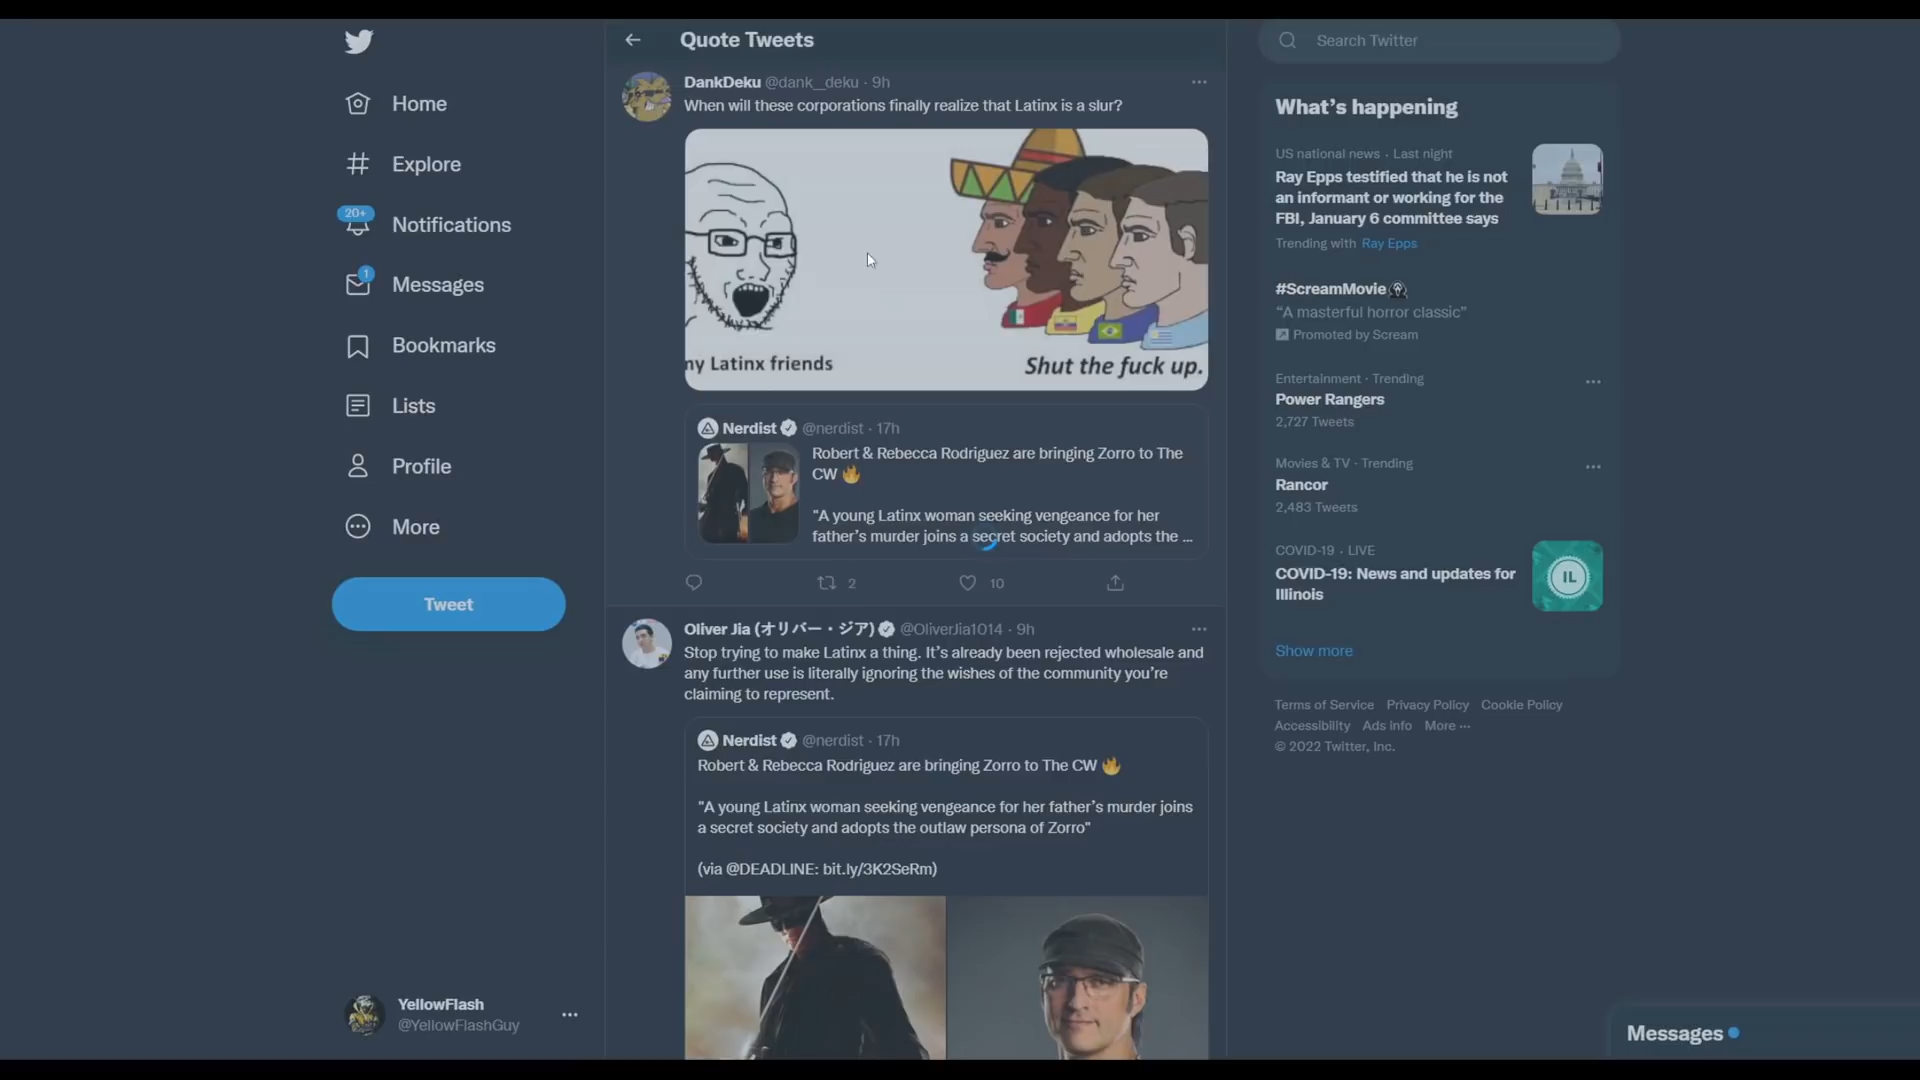 Home
Explore
20+
Notifications
1
Messages
Bookmarks
Lists
Profile
More
Tweet
YellowFlash
@YellowFlashGuy
Quote Tweets
DankDeku @dank__deku · 9h
When will these corporations finally realize that Latinx is a slur?
my Latinx friends
Shut the fuck up.
Nerdist @nerdist · 17h
Robert & Rebecca Rodriguez are bringing Zorro to The
CW 🔥
"A young Latinx woman seeking vengeance for her
father's murder joins a secret society and adopts the ...
2
10
Oliver Jia (オリバー・ジア) @OliverJia1014 · 9h
Stop trying to make Latinx a thing. It's already been rejected wholesale and
any further use is literally ignoring the wishes of the community you're
claiming to represent.
Nerdist @nerdist · 17h
Robert & Rebecca Rodriguez are bringing Zorro to The CW 🔥
"A young Latinx woman seeking vengeance for her father's murder joins
a secret society and adopts the outlaw persona of Zorro"
(via @DEADLINE: bit.ly/3K2SeRm)
Search Twitter
What's happening
US national news · Last night
Ray Epps testified that he is not
an informant or working for the
FBI, January 6 committee says
Trending with Ray Epps
#ScreamMovie
"A masterful horror classic"
Promoted by Scream
Entertainment · Trending
Power Rangers
2,727 Tweets
Movies & TV · Trending
Rancor
2,483 Tweets
COVID-19 · LIVE
COVID-19: News and updates for
Illinois
IL
Show more
Terms of Service Privacy Policy Cookie Policy
Accessibility Ads info More ···
© 2022 Twitter, Inc.
Messages